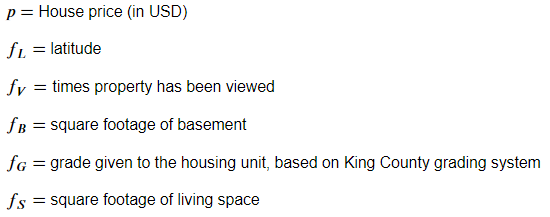 p = House price (in USD)
f_L = latitude
f_V = times property has been viewed
f_B = square footage of basement
f_G = grade given to the housing unit, based on King County grading system
f_S = square footage of living space